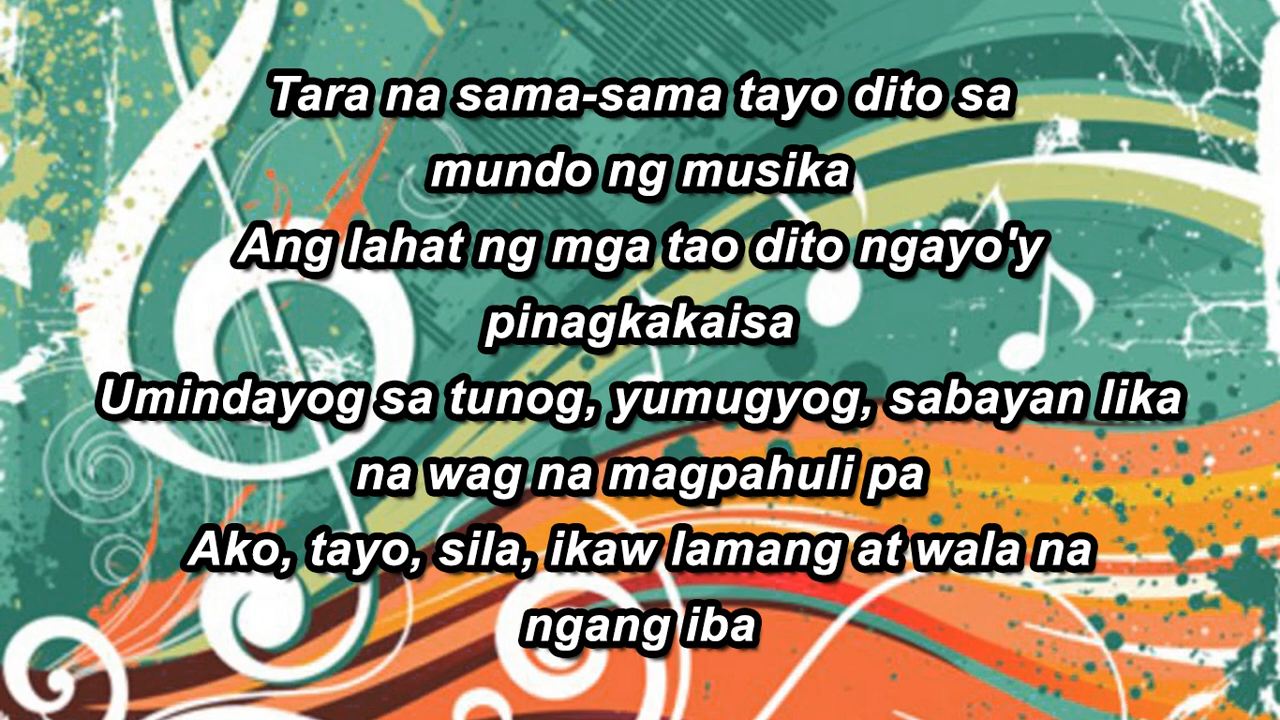 Tara na sama-sama tayo dito sa
mundo ng musika
Ang lahat ng mga tao dito ngayo'y
pinagkakaisa
Umindayog sa tunog, yumugyog, sabayan lika
na wag na magpahuli pa
Ako, tayo, sila, ikaw lamang at wala na
ngang iba